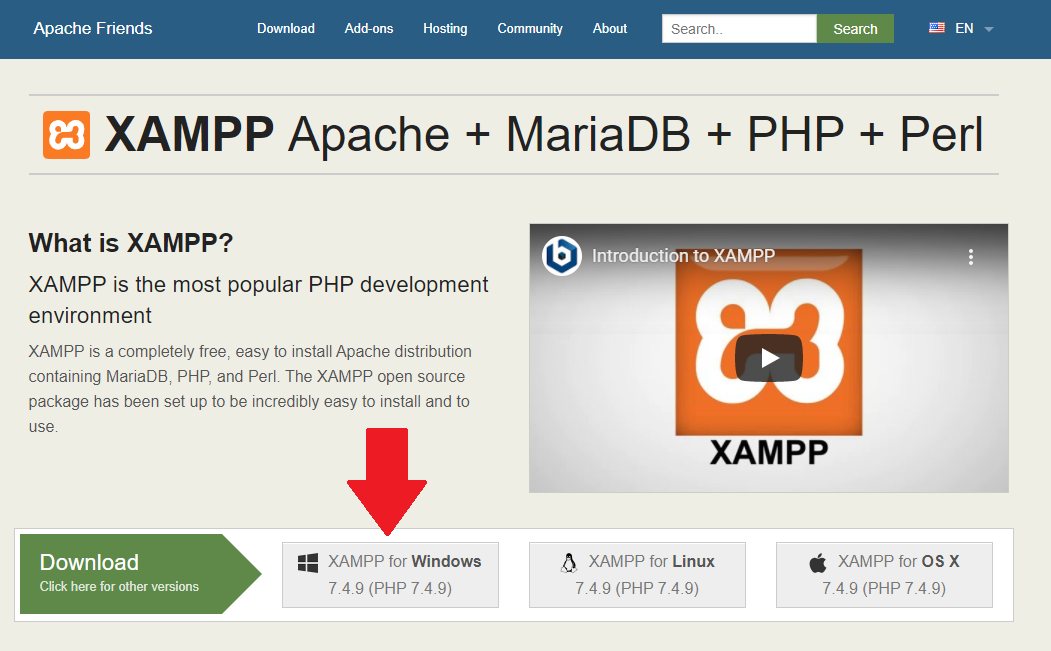 Apache Friends
Download
Add-ons
Hosting
Community
About
Search..
Search
EN
XAMPP Apache + MariaDB + PHP + Perl
What is XAMPP?
XAMPP is the most popular PHP development
environment
XAMPP is a completely free, easy to install Apache distribution
containing MariaDB, PHP, and Perl. The XAMPP open source
package has been set up to be incredibly easy to install and to
use.
Introduction to XAMPP
XAMPP
Download
Click here for other versions
XAMPP for Windows
7.4.9 (PHP 7.4.9)
XAMPP for Linux
7.4.9 (PHP 7.4.9)
XAMPP for OS X
7.4.9 (PHP 7.4.9)